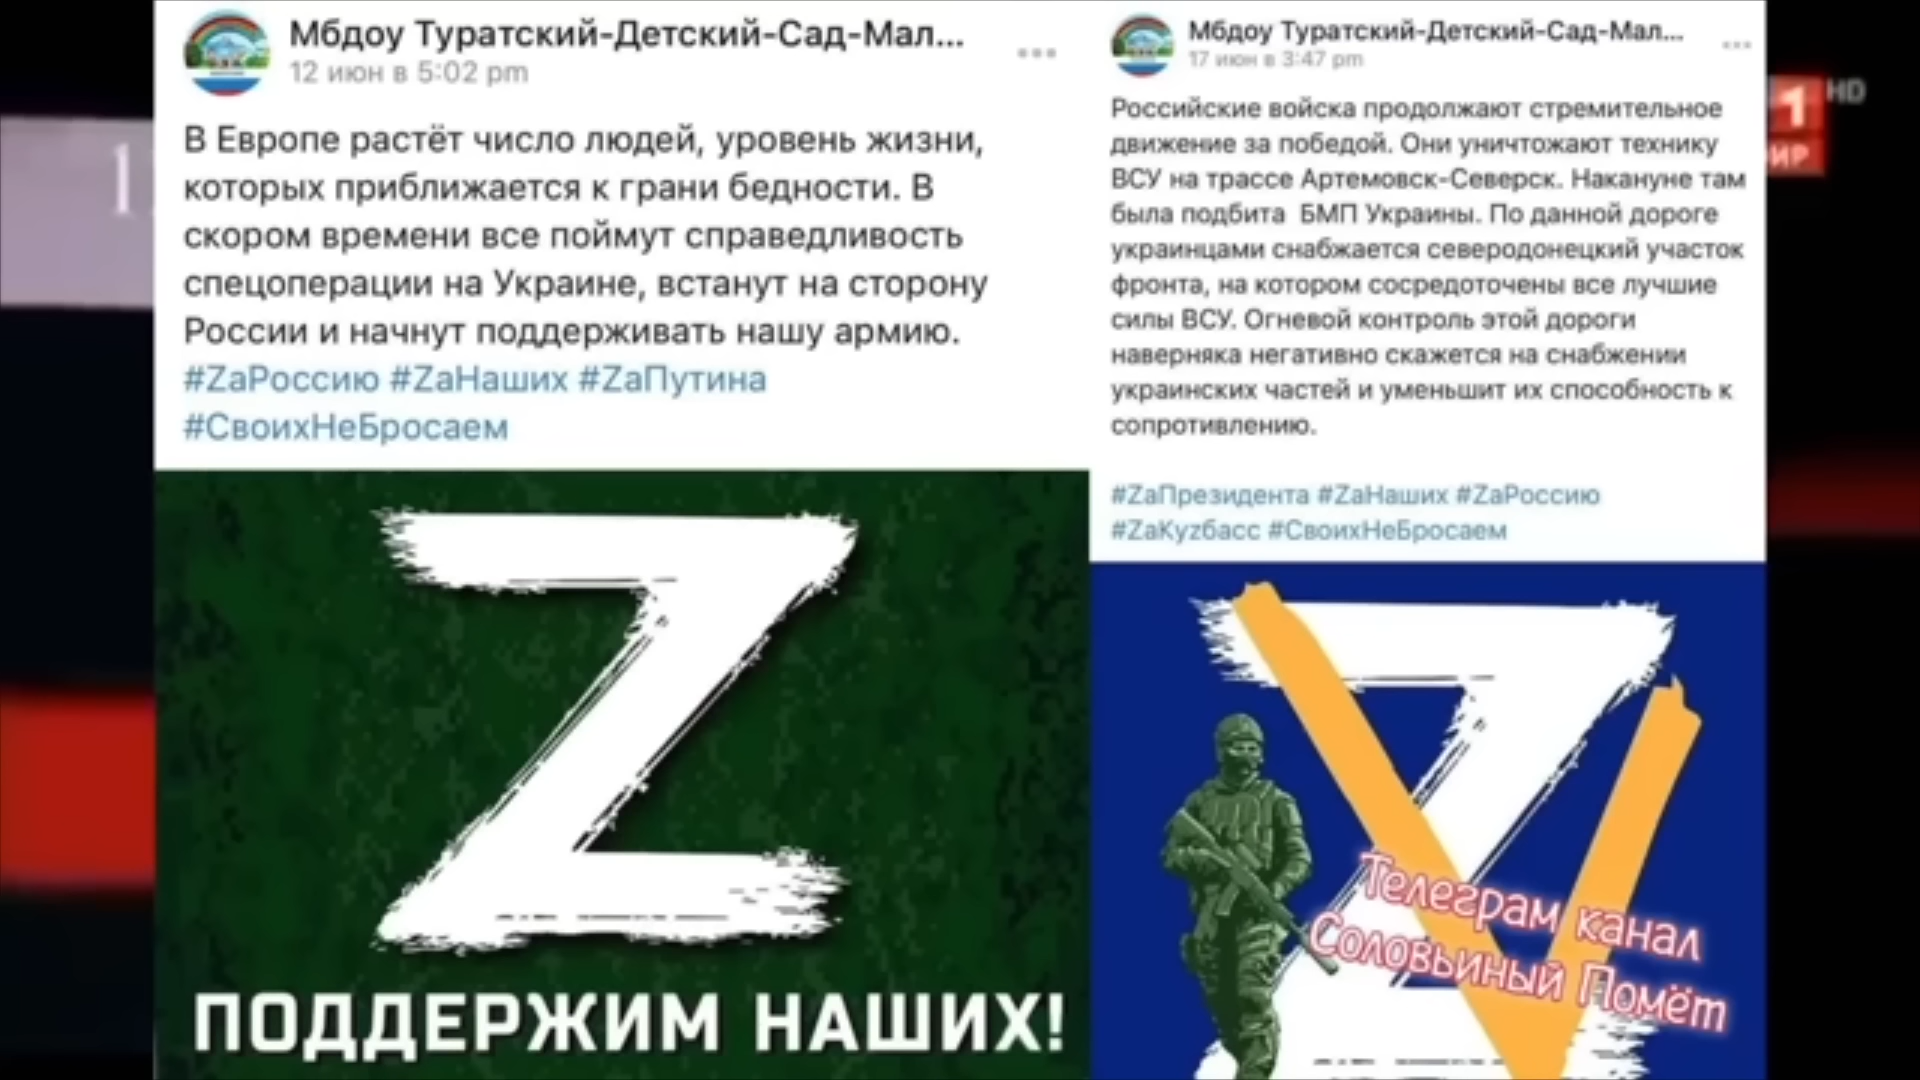 Мбдоу Туратский-Детский-Сад-Мал...
12 июн в 5:02 pm
В Европе растёт число людей, уровень жизни,
которых приближается к грани бедности. В
скором времени все поймут справедливость
спецоперации на Украине, встанут на сторону
России и начнут поддерживать нашу армию.
#ZaРоссию #ZaНаших #ZaПутина
#СвоихНеБросаем
ПОДДЕРЖИМ НАШИХ!
Мбдоу Туратский-Детский-Сад-Мал...
17 июн в 3:47 pm
Российские войска продолжают стремительное
движение за победой. Они уничтожают технику
ВСУ на трассе Артемовск-Северск. Накануне там
была подбита БМП Украины. По данной дороге
украинцами снабжается северодонецкий участок
фронта, на котором сосредоточены все лучшие
силы ВСУ. Огневой контроль этой дороги
наверняка негативно скажется на снабжении
украинских частей и уменьшит их способность к
сопротивлению.
#ZaПрезидента #ZaНаших #ZaРоссию
#ZaКуzбасс #СвоихНеБросаем
Телеграм канал
Соловьиный Помёт
1 HD